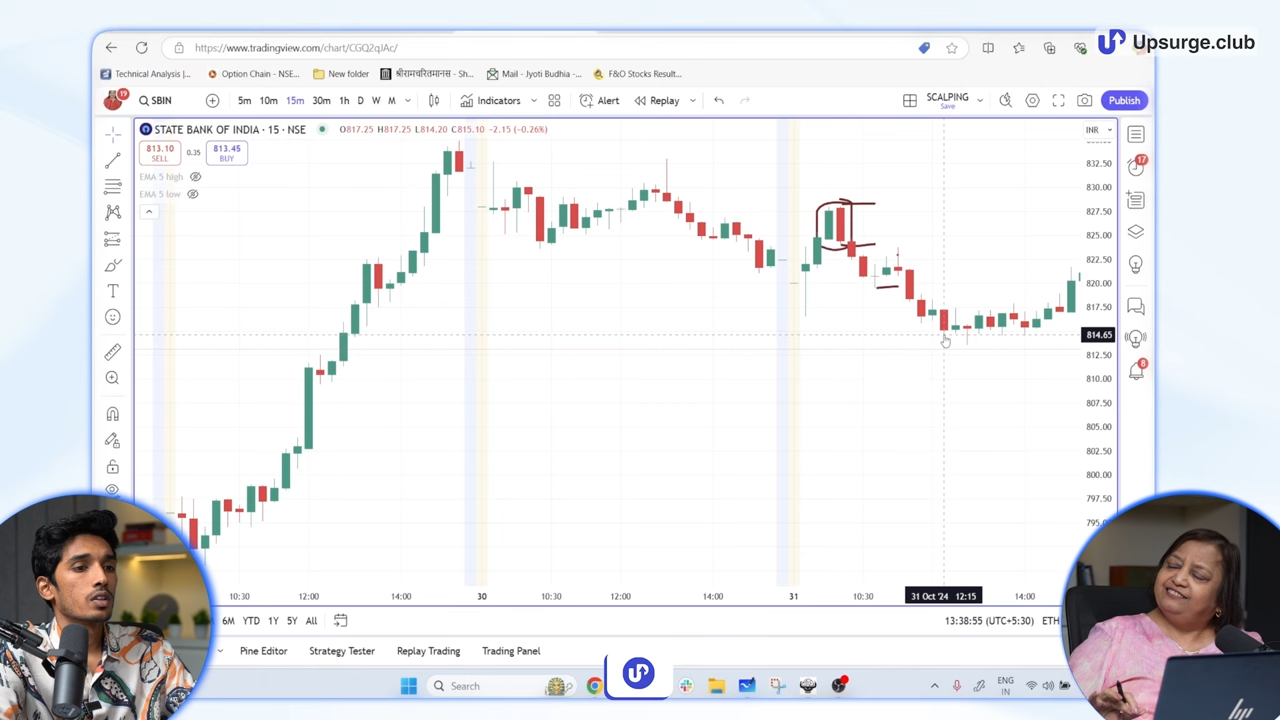 https://www.tradingview.com/chart/CGQ2qJAc/
Upsurge.club
Technical Analysis |... Option Chain - NSE... New folder श्रीरामचरितमानस - Sh... Mail - Jyoti Budhia -... F&O Stocks Result...
19 SBIN 5m 10m 15m 30m 1h D W M Indicators Alert Replay SCALPING Save Publish
STATE BANK OF INDIA · 15 · NSE O817.25 H817.25 L814.20 C815.10 -2.15 (-0.26%) INR
813.10 SELL 0.35 813.45 BUY
EMA 5 high
EMA 5 low
17
8
832.50
830.00
827.50
825.00
822.50
820.00
817.50
814.65
812.50
810.00
807.50
805.00
802.50
800.00
797.50
795.
10:30 12:00 14:00 30 10:30 12:00 14:00 31 10:30 31 Oct '24 12:15 14:00
6M YTD 1Y 5Y All 13:38:55 (UTC+5:30) ETH
Pine Editor Strategy Tester Replay Trading Trading Panel
Search ENG IN
hp